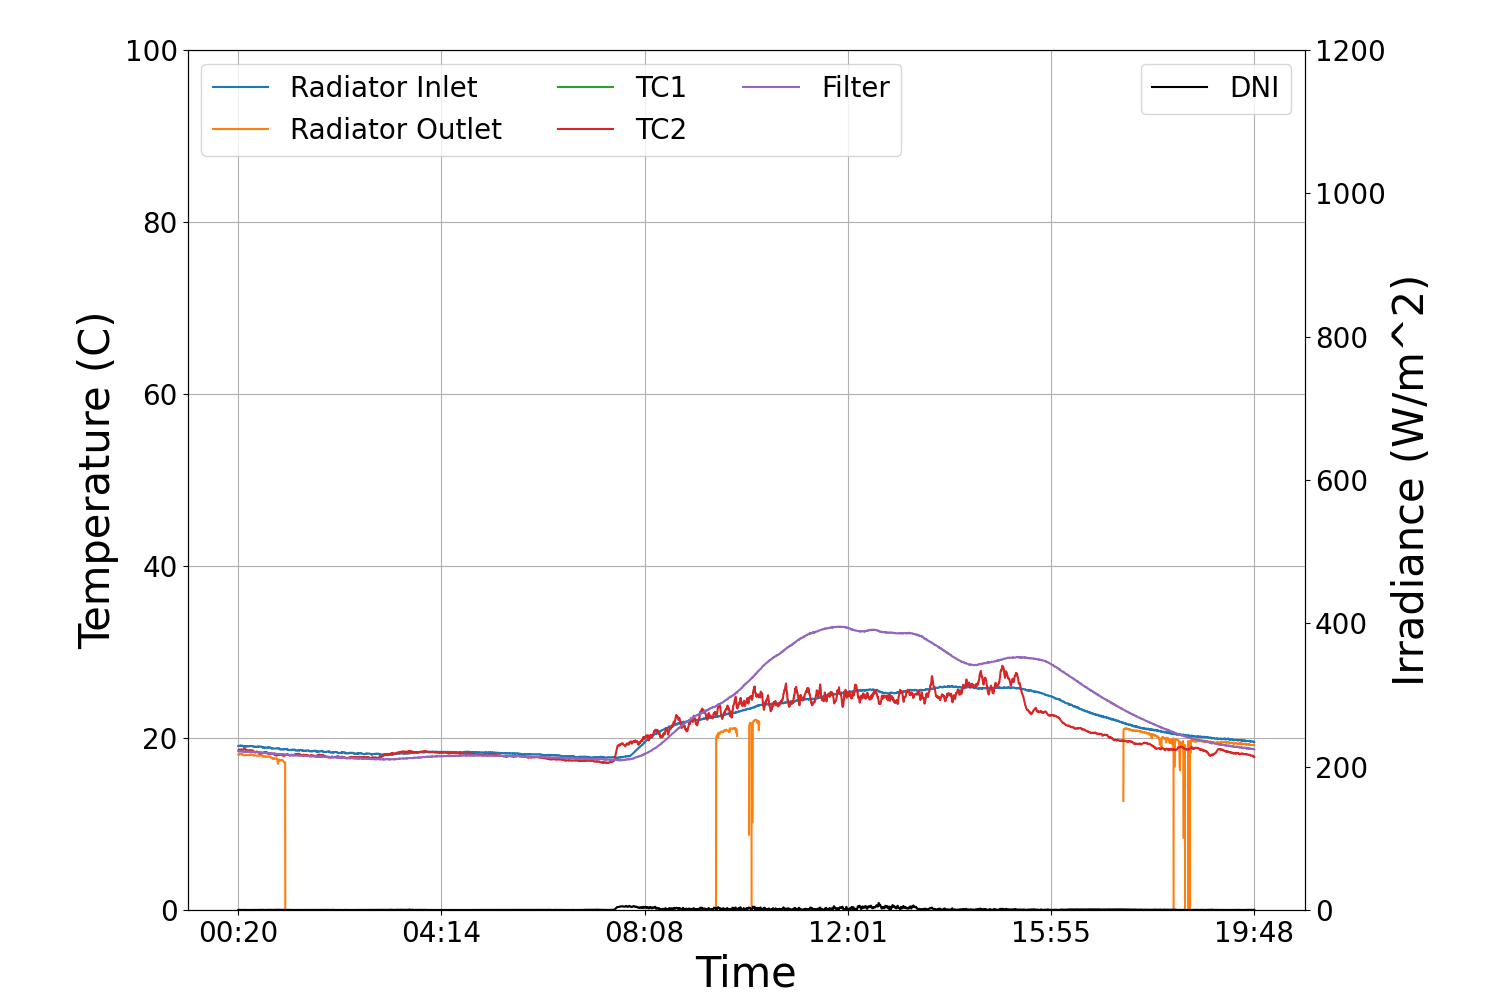 Radiator Inlet
Radiator Outlet
TC1
TC2
Filter
DNI
100
80
60
40
20
0
Temperature (C)
1200
1000
800
600
400
200
0
Irradiance (W/m^2)
00:20
04:14
08:08
12:01
15:55
19:48
Time